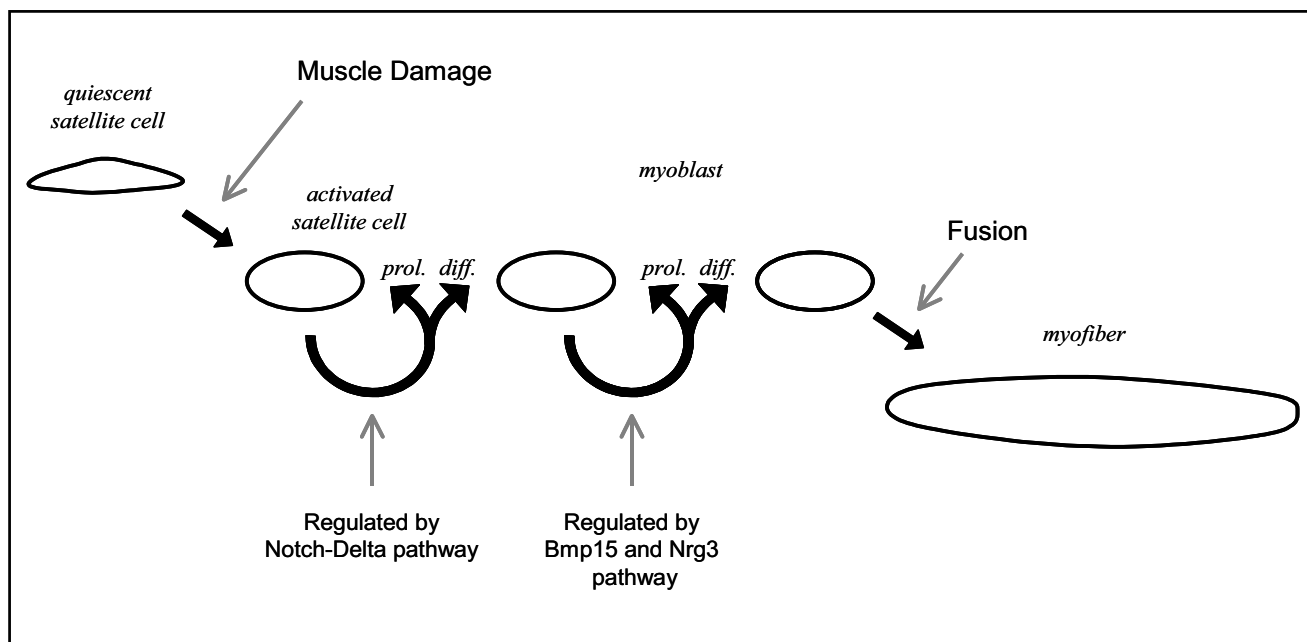 Muscle Damage
quiescent
satellite cell
myoblast
activated
satellite cell
Fusion
prol. diff.
prol. diff.
myofiber
Regulated by
Notch-Delta pathway
Regulated by
Bmp15 and Nrg3
pathway